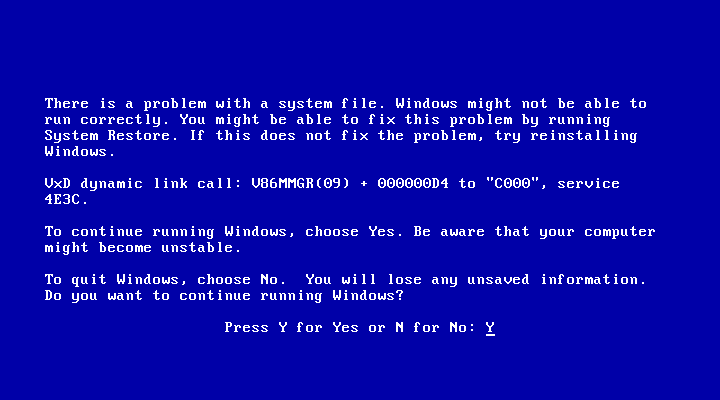 There is a problem with a system file. Windows might not be able to
run correctly. You might be able to fix this problem by running
System Restore. If this does not fix the problem, try reinstalling
Windows.
VxD dynamic link call: V86MMGR(09) + 000000D4 to "C000", service
4E3C.
To continue running Windows, choose Yes. Be aware that your computer
might become unstable.
To quit Windows, choose No.  You will lose any unsaved information.
Do you want to continue running Windows?
Press Y for Yes or N for No: Y